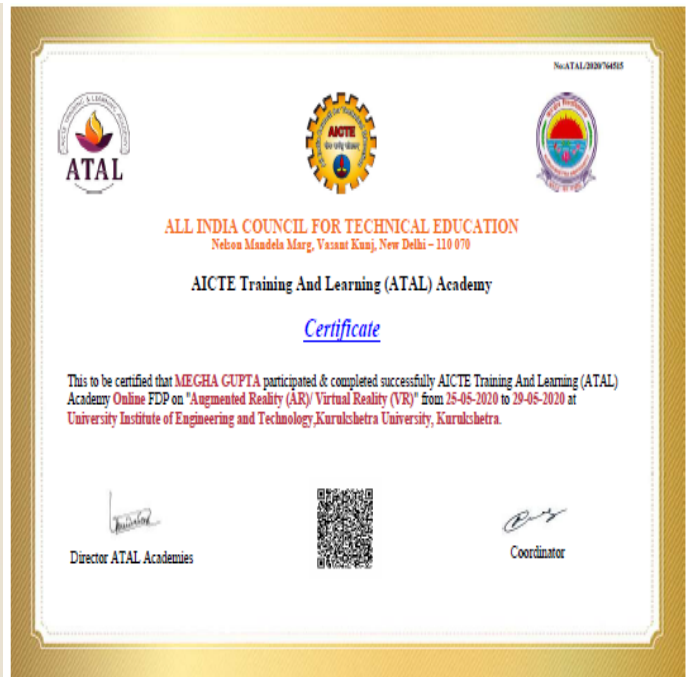 No:ATAL/2020/764515
ATAL
AICTE
ALL INDIA COUNCIL FOR TECHNICAL EDUCATION
Nelson Mandela Marg, Vasant Kunj, New Delhi – 110 070
AICTE Training And Learning (ATAL) Academy
Certificate
This to be certified that MEGHA GUPTA participated & completed successfully AICTE Training And Learning (ATAL)
Academy Online FDP on "Augmented Reality (AR)/ Virtual Reality (VR)" from 25-05-2020 to 29-05-2020 at
University Institute of Engineering and Technology,Kurukshetra University, Kurukshetra.
Director ATAL Academies
Coordinator